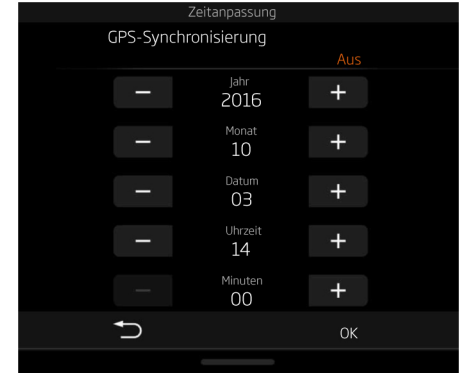 Zeitanpassung
GPS-Synchronisierung
Aus
Jahr
2016
Monat
10
Datum
03
Uhrzeit
14
Minuten
00
OK